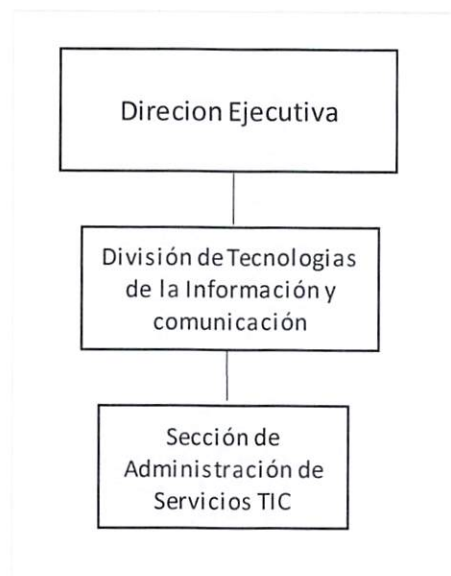 Direcion Ejecutiva
División de Tecnologias
de la Información y
comunicación
Sección de
Administración de
Servicios TIC